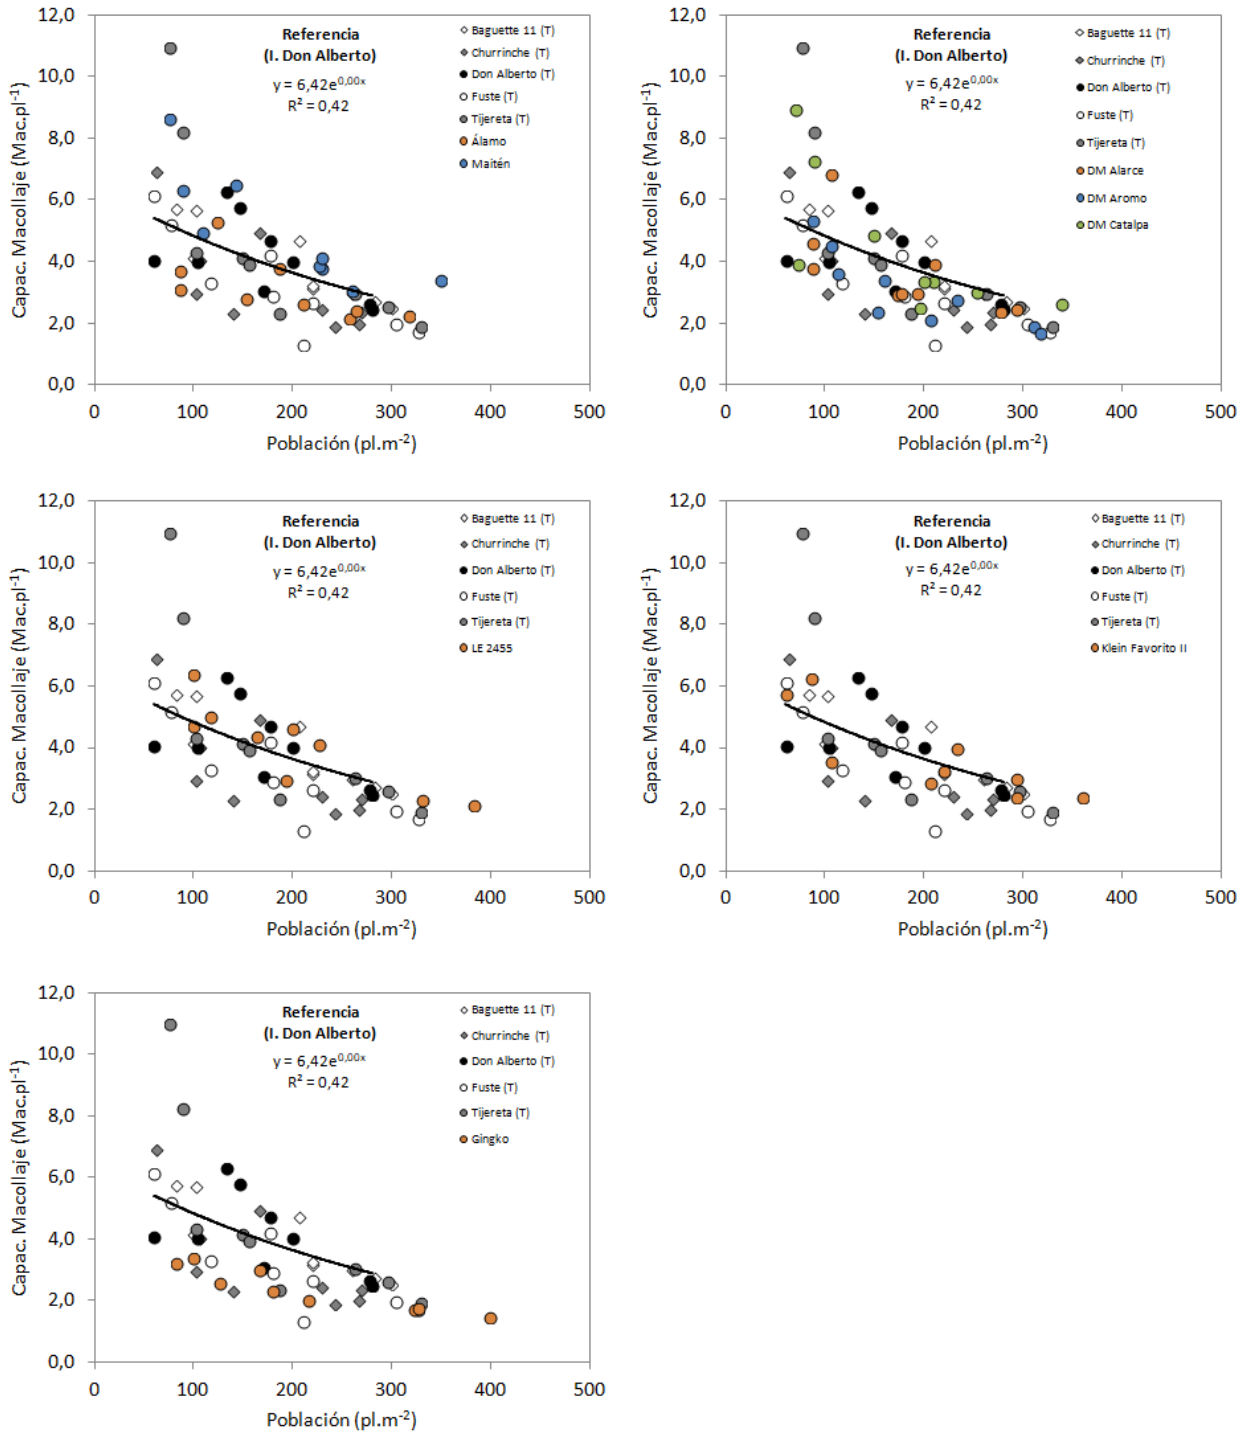 Capac. Macollaje (Mac.pl-1)
12,0
10,0
8,0
6,0
4,0
2,0
0,0
Referencia
(I. Don Alberto)
y = 6,42e0,00x
R2 = 0,42
Baguette 11 (T)
Churrinche (T)
Don Alberto (T)
Fuste (T)
Tijereta (T)
Álamo
Maitén
0 100 200 300 400 500
Población (pl.m-2)
Capac. Macollaje (Mac.pl-1)
12,0
10,0
8,0
6,0
4,0
2,0
0,0
Referencia
(I. Don Alberto)
y = 6,42e0,00x
R2 = 0,42
Baguette 11 (T)
Churrinche (T)
Don Alberto (T)
Fuste (T)
Tijereta (T)
DM Alarce
DM Aromo
DM Catalpa
0 100 200 300 400 500
Población (pl.m-2)
Capac. Macollaje (Mac.pl-1)
12,0
10,0
8,0
6,0
4,0
2,0
0,0
Referencia
(I. Don Alberto)
y = 6,42e0,00x
R2 = 0,42
Baguette 11 (T)
Churrinche (T)
Don Alberto (T)
Fuste (T)
Tijereta (T)
LE 2455
0 100 200 300 400 500
Población (pl.m-2)
Capac. Macollaje (Mac.pl-1)
12,0
10,0
8,0
6,0
4,0
2,0
0,0
Referencia
(I. Don Alberto)
y = 6,42e0,00x
R2 = 0,42
Baguette 11 (T)
Churrinche (T)
Don Alberto (T)
Fuste (T)
Tijereta (T)
Klein Favorito II
0 100 200 300 400 500
Población (pl.m-2)
Capac. Macollaje (Mac.pl-1)
12,0
10,0
8,0
6,0
4,0
2,0
0,0
Referencia
(I. Don Alberto)
y = 6,42e0,00x
R2 = 0,42
Baguette 11 (T)
Churrinche (T)
Don Alberto (T)
Fuste (T)
Tijereta (T)
Gingko
0 100 200 300 400 500
Población (pl.m-2)